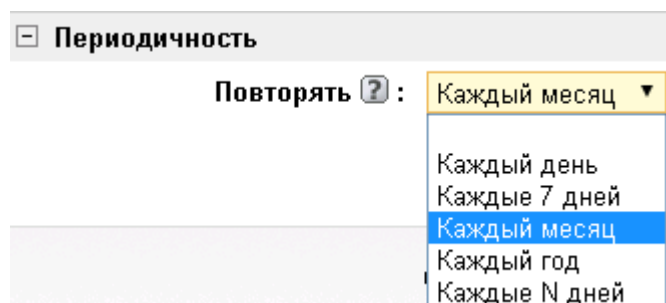 Периодичность
Повторять ? : Каждый месяц
Каждый день
Каждые 7 дней
Каждый месяц
Каждый год
Каждые N дней